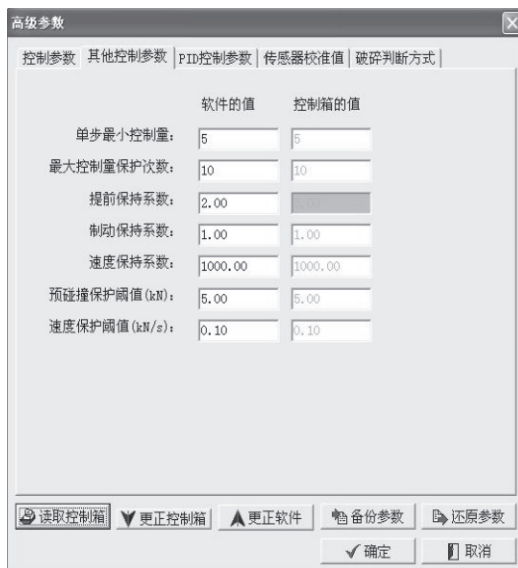 高级参数
控制参数 其他控制参数 PID控制参数 传感器校准值 破碎判断方式
软件的值 控制箱的值
单步最小控制量: 5 5
最大控制量保护次数: 10 10
提前保持系数: 2.00
制动保持系数: 1.00 1.00
速度保持系数: 1000.00 1000.00
预碰撞保护阈值(kN): 5.00 5.00
速度保护阈值(kN/s): 0.10 0.10
读取控制箱 更正控制箱 更正软件 备份参数 还原参数
确定 取消